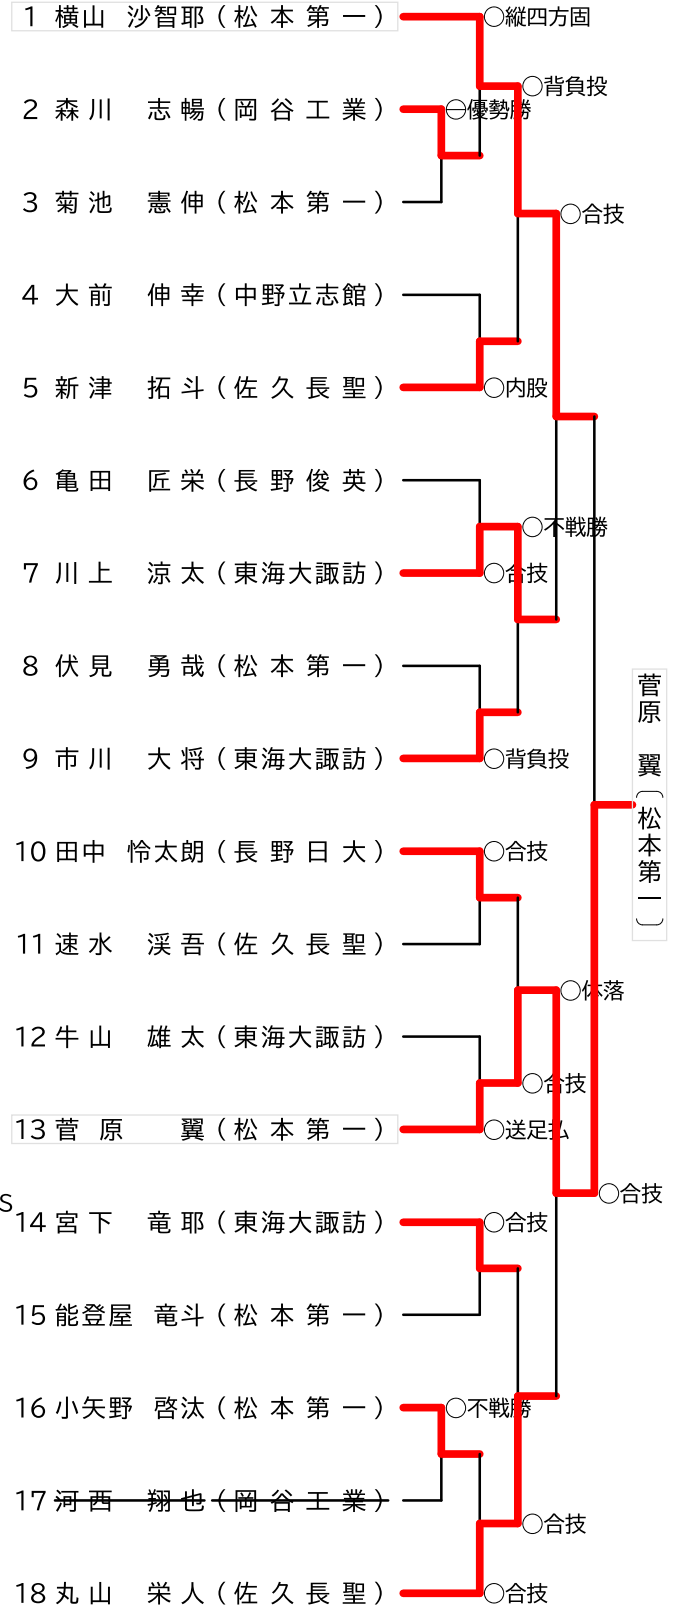 1 横山 沙智耶（松本第一）
○縦四方固
○背負投
2 森川 志暢（岡谷工業）
㊀優勢勝
3 菊池 憲伸（松本第一）
○合技
4 大前 伸幸（中野立志館）
5 新津 拓斗（佐久長聖）
○内股
6 亀田 匠栄（長野俊英）
○不戦勝
7 川上 涼太（東海大諏訪）
○合技
8 伏見 勇哉（松本第一）
9 市川 大将（東海大諏訪）
○背負投
菅原 翼（松本第一）
10 田中 怜太朗（長野日大）
○合技
11 速水 渓吾（佐久長聖）
○体落
12 牛山 雄太（東海大諏訪）
○合技
13 菅原 翼（松本第一）
○送足払
○合技
S
14 宮下 竜耶（東海大諏訪）
○合技
15 能登屋 竜斗（松本第一）
16 小矢野 啓汰（松本第一）
○不戦勝
17 河西 翔也（岡谷工業）
○合技
18 丸山 栄人（佐久長聖）
○合技